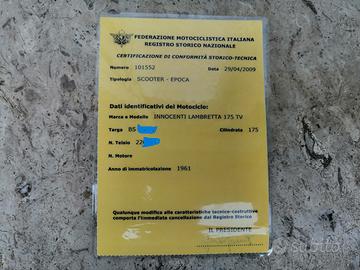 FEDERAZIONE MOTOCICLISTICA ITALIANA
REGISTRO STORICO NAZIONALE
CERTIFICAZIONE DI CONFORMITÀ STORICO-TECNICA
Numero 101552 Data 29/04/2009
Tipologia SCOOTER - EPOCA
Dati identificativi del Motociclo:
Marca e Modello INNOCENTI LAMBRETTA 175 TV
Targa BS Cilindrata 175
N. Telaio 22
N. Motore
Anno di immatricolazione 1961
Qualunque modifica alle caratteristiche tecnico-costruttive
comporta l'immediata cancellazione dal Registro Storico
IL PRESIDENTE
subito